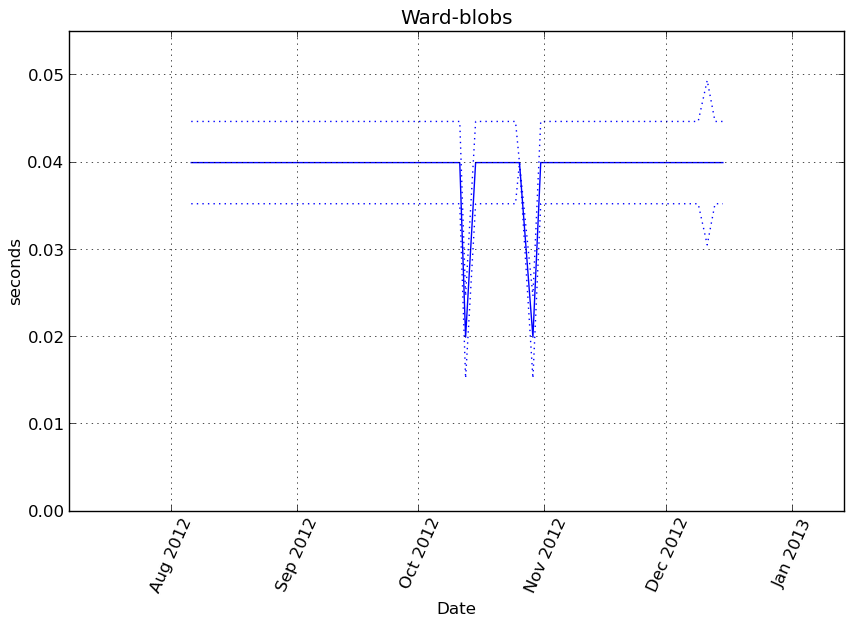 Ward-blobs
0.05
0.04
0.03
0.02
0.01
0.00
seconds
Aug 2012
Sep 2012
Oct 2012
Nov 2012
Dec 2012
Jan 2013
Date